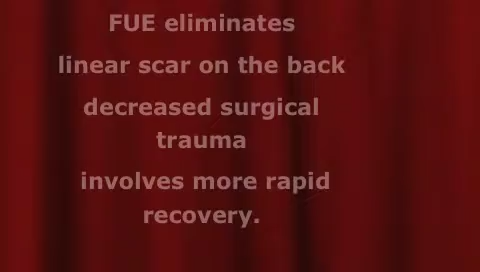 FUE eliminates
linear scar on the back
decreased surgical
trauma
involves more rapid
recovery.